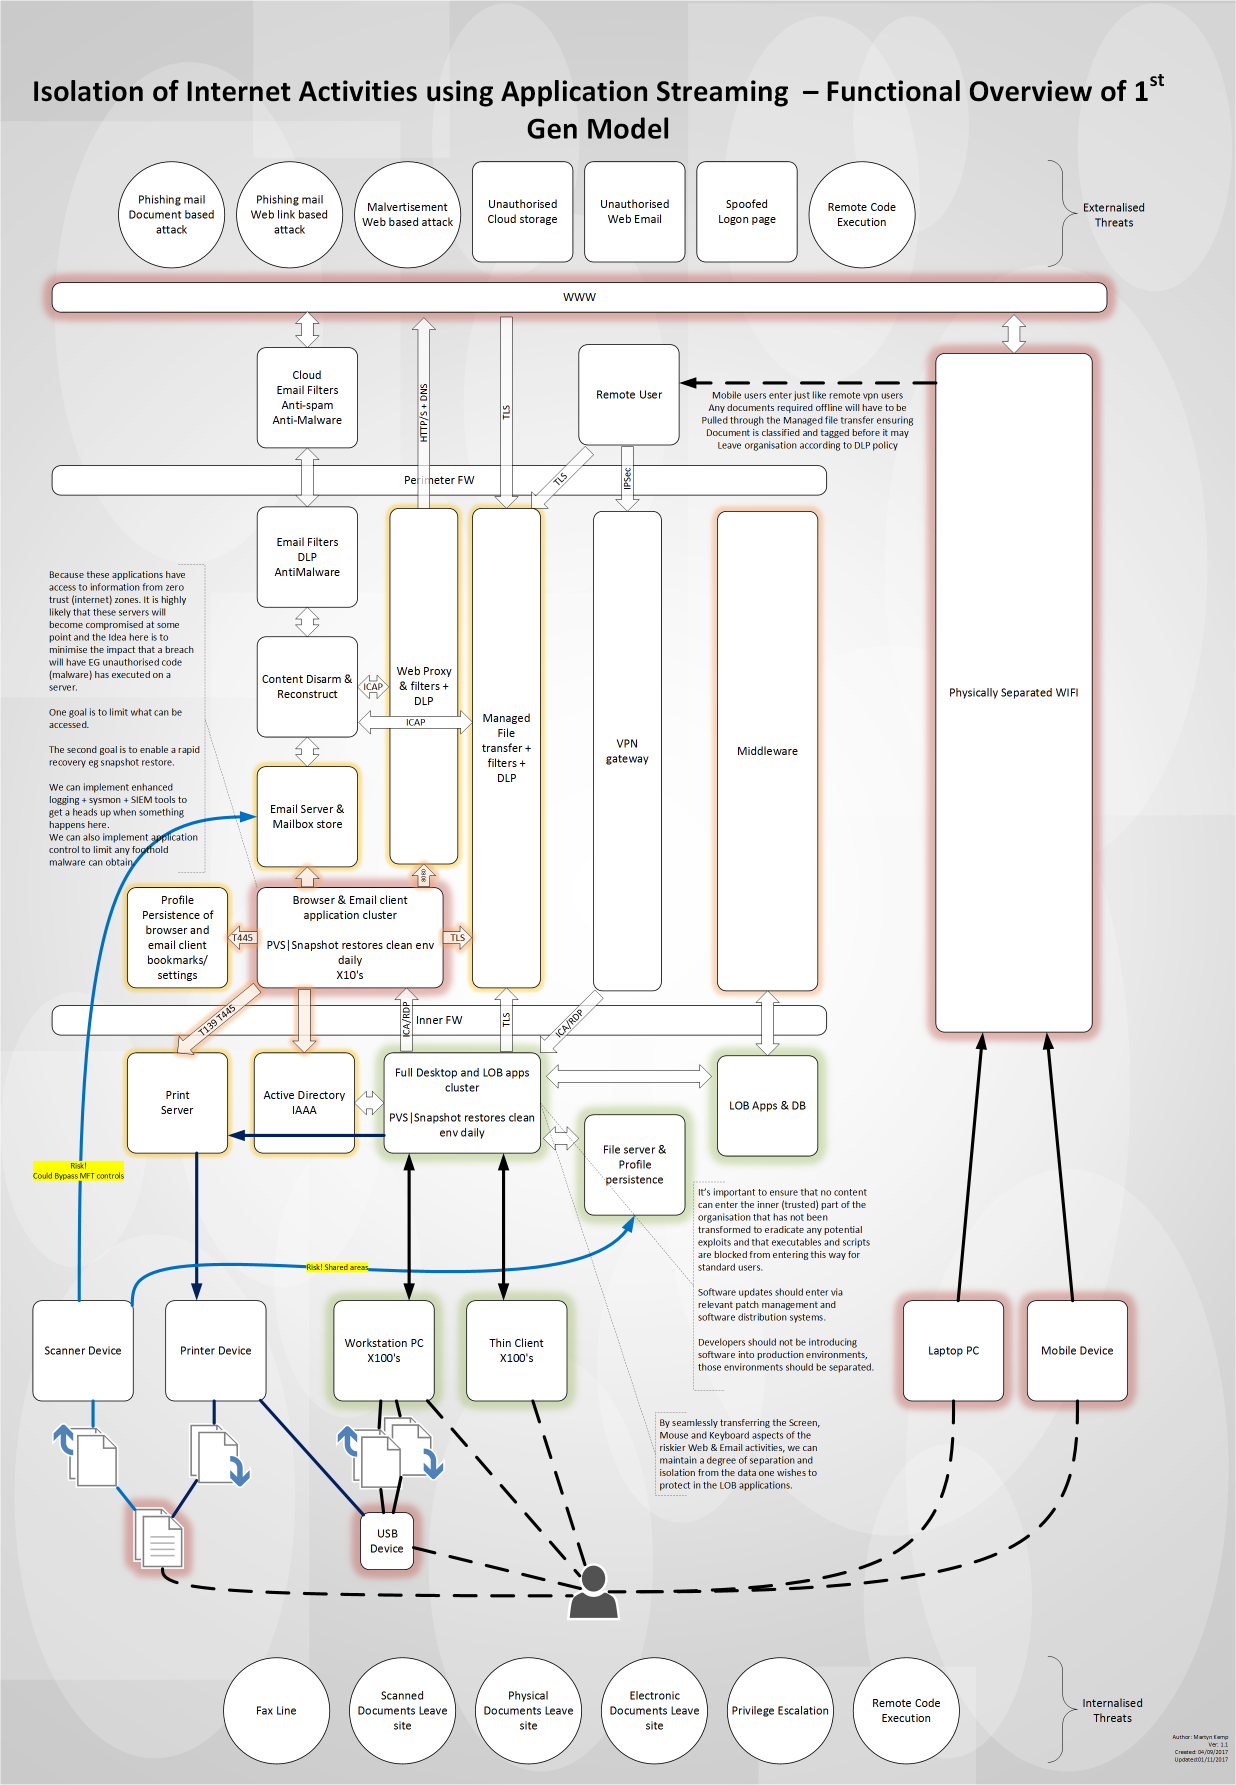 Isolation of Internet Activities using Application Streaming – Functional Overview of 1st
Gen Model
Phishing mail
Document based
attack
Phishing mail
Web link based
attack
Malvertisement
Web based attack
Unauthorised
Cloud storage
Unauthorised
Web Email
Spoofed
Logon page
Remote Code
Execution
Externalised
Threats
WWW
Cloud
Email Filters
Anti-spam
Anti-Malware
HTTP/S + DNS
TLS
Remote User
Mobile users enter just like remote vpn users
Any documents required offline will have to be
Pulled through the Managed file transfer ensuring
Document is classified and tagged before it may
Leave organisation according to DLP policy
Perimeter FW
TLS
IPSec
Email Filters
DLP
AntiMalware
Because these applications have
access to information from zero
trust (internet) zones. It is highly
likely that these servers will
become compromised at some
point and the Idea here is to
minimise the impact that a breach
will have EG unauthorised code
(malware) has executed on a
server.
One goal is to limit what can be
accessed.
The second goal is to enable a rapid
recovery eg snapshot restore.
We can implement enhanced
logging + sysmon + SIEM tools to
get a heads up when something
happens here.
We can also implement application
control to limit any foothold
malware can obtain
Content Disarm &
Reconstruct
ICAP
ICAP
Web Proxy
& filters +
DLP
Managed
File
transfer +
filters +
DLP
VPN
gateway
Middleware
Physically Separated WIFI
Email Server &
Mailbox store
8080
Profile
Persistence of
browser and
email client
bookmarks/
settings
T445
Browser & Email client
application cluster
PVS|Snapshot restores clean env
daily
X10's
TLS
T139 T445
ICA/RDP
Inner FW
TLS
ICA/RDP
Print
Server
Active Directory
IAAA
Full Desktop and LOB apps
cluster
PVS|Snapshot restores clean
env daily
LOB Apps & DB
File server &
Profile
persistence
Risk!
Could Bypass MFT controls
It's important to ensure that no content
can enter the inner (trusted) part of the
organisation that has not been
transformed to eradicate any potential
exploits and that executables and scripts
are blocked from entering this way for
standard users.
Software updates should enter via
relevant patch management and
software distribution systems.
Developers should not be introducing
software into production environments,
those environments should be separated.
Risk! Shared areas
Scanner Device
Printer Device
Workstation PC
X100's
Thin Client
X100's
Laptop PC
Mobile Device
By seamlessly transferring the Screen,
Mouse and Keyboard aspects of the
riskier Web & Email activities, we can
maintain a degree of separation and
isolation from the data one wishes to
protect in the LOB applications.
USB
Device
Fax Line
Scanned
Documents Leave
site
Physical
Documents Leave
site
Electronic
Documents Leave
site
Privilege Escalation
Remote Code
Execution
Internalised
Threats
Author: Martyn Kemp
Ver: 1.1
Created: 04/09/2017
Updated:01/11/2017